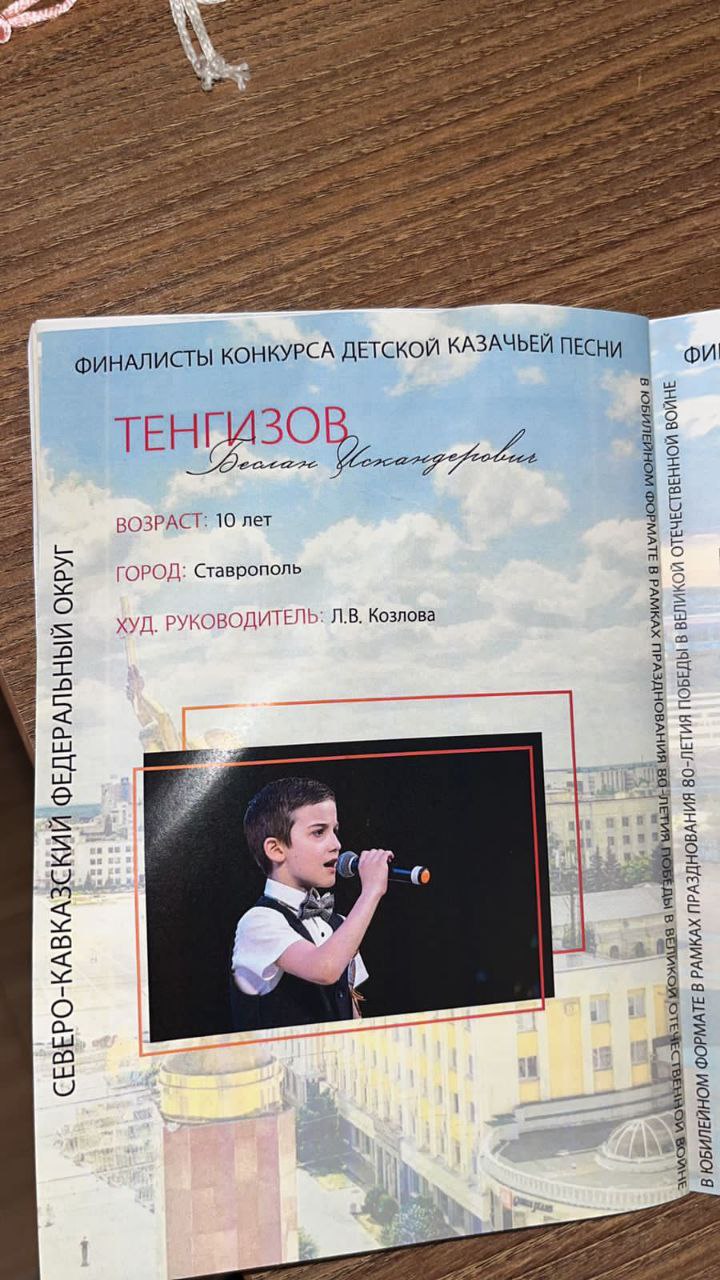 ФИНАЛИСТЫ КОНКУРСА ДЕТСКОЙ КАЗАЧЬЕЙ ПЕСНИ
ТЕНГИЗОВ
Беслан Искандерович
ВОЗРАСТ: 10 лет
ГОРОД: Ставрополь
ХУД. РУКОВОДИТЕЛЬ: Л.В. Козлова
СЕВЕРО-КАВКАЗСКИЙ ФЕДЕРАЛЬНЫЙ ОКРУГ
В ЮБИЛЕЙНОМ ФОРМАТЕ В РАМКАХ ПРАЗДНОВАНИЯ 80-ЛЕТИЯ ПОБЕДЫ В ВЕЛИКОЙ ОТЕЧЕСТВЕННОЙ ВОЙНЕ
В ЮБИЛЕЙНОМ ФОРМАТЕ В РАМКАХ ПРАЗДНОВАНИЯ 80-ЛЕТИЯ ПОБЕДЫ В ВЕЛИКОЙ ОТЕЧЕСТВЕННОЙ ВОЙНЕ